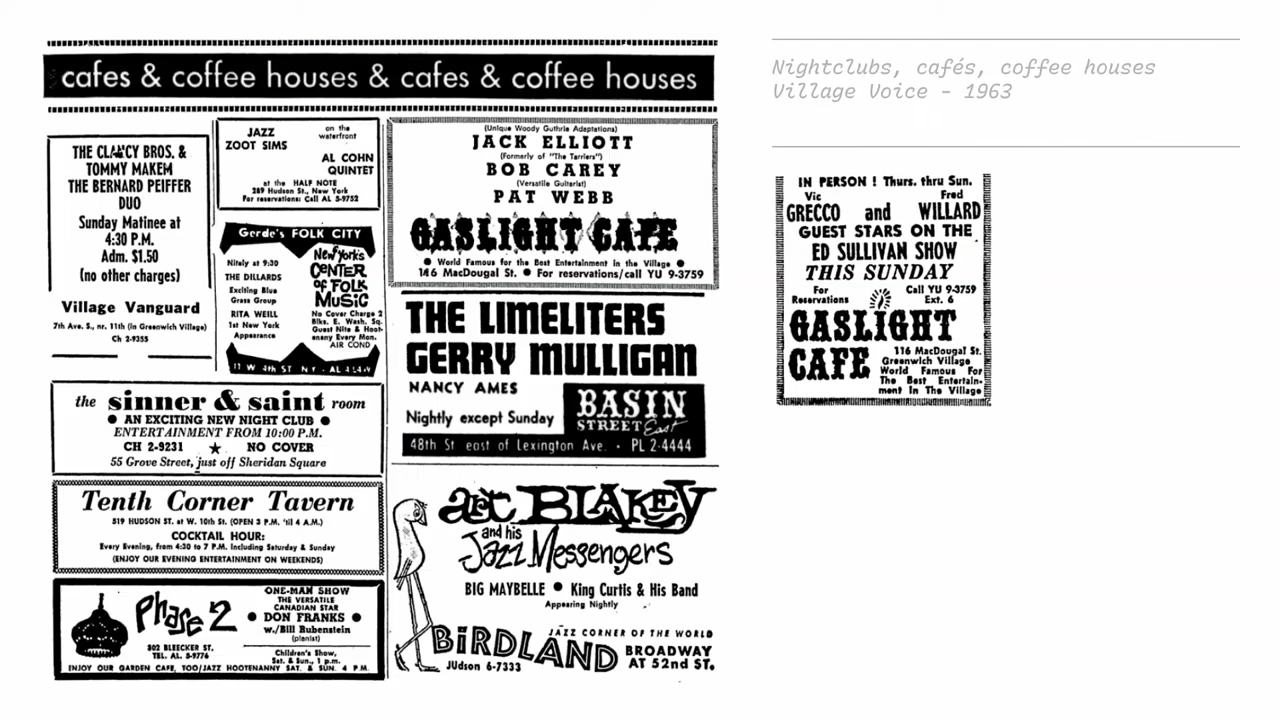 cafes & coffee houses & cafes & coffee houses
THE CLANCY BROS. &
TOMMY MAKEM
THE BERNARD PEIFFER
DUO
Sunday Matinee at
4:30 P.M.
Adm. $1.50
(no other charges)
Village Vanguard
7th Ave. S., nr. 11th (in Greenwich Village)
Ch 2-9355
JAZZ
ZOOT SIMS
on the
waterfront
AL COHN
QUINTET
at the HALF NOTE
289 Hudson St., New York
For reservations: Call AL 5-9752
Gerde's FOLK CITY
Nitely at 9:30
THE DILLARDS
Exciting Blue
Grass Group
RITA WEILL
1st New York
Appearance
New York's
CENTER
OF FOLK
MUSIC
No Cover Charge 2
Blks. E. Wash. Sq.
Guest Nite & Hoot-
enany Every Mon.
AIR COND
11 W 4th ST N.Y. - AL
the sinner & saint room
● AN EXCITING NEW NIGHT CLUB ●
ENTERTAINMENT FROM 10:00 P.M.
CH 2-9231 ★ NO COVER
55 Grove Street, just off Sheridan Square
Tenth Corner Tavern
519 HUDSON ST. at W. 10th St. (OPEN 3 P.M. 'til 4 A.M.)
COCKTAIL HOUR:
Every Evening, from 4:30 to 7 P.M. Including Saturday & Sunday
(ENJOY OUR EVENING ENTERTAINMENT ON WEEKENDS)
Phase 2
302 BLEECKER ST.
TEL. AL. 5-9776
ONE-MAN SHOW
THE VERSATILE
CANADIAN STAR
● DON FRANKS ●
w./Bill Rubenstein
(pianist)
Children's Show,
Sat. & Sun., 1 p.m.
ENJOY OUR GARDEN CAFE, TOO/JAZZ HOOTENANNY SAT. & SUN. 4 P.M.
(Unique Woody Guthrie Adaptations)
JACK ELLIOTT
(Formerly of "The Tarriers")
BOB CAREY
(Versatile Guitarist)
PAT WEBB
GASLIGHT CAFE
● World Famous for the Best Entertainment in the Village ●
116 MacDougal St. ● For reservations/call YU 9-3759
THE LIMELITERS
GERRY MULLIGAN
NANCY AMES
Nightly except Sunday
BASIN
STREET East
48th St. east of Lexington Ave. • PL 2-4444
art BLAKEY
and his
Jazz Messengers
BIG MAYBELLE ● King Curtis & His Band
Appearing Nightly
BIRDLAND
JAZZ CORNER OF THE WORLD
BROADWAY
AT 52nd ST.
JUdson 6-7333
Nightclubs, cafés, coffee houses
Village Voice - 1963
IN PERSON ! Thurs. thru Sun.
Vic Fred
GRECCO and WILLARD
GUEST STARS ON THE
ED SULLIVAN SHOW
THIS SUNDAY
For
Reservations
Call YU 9-3759
Ext. 6
GASLIGHT
CAFE
116 MacDougal St.
Greenwich Village
World Famous For
The Best Entertain-
ment In The Village